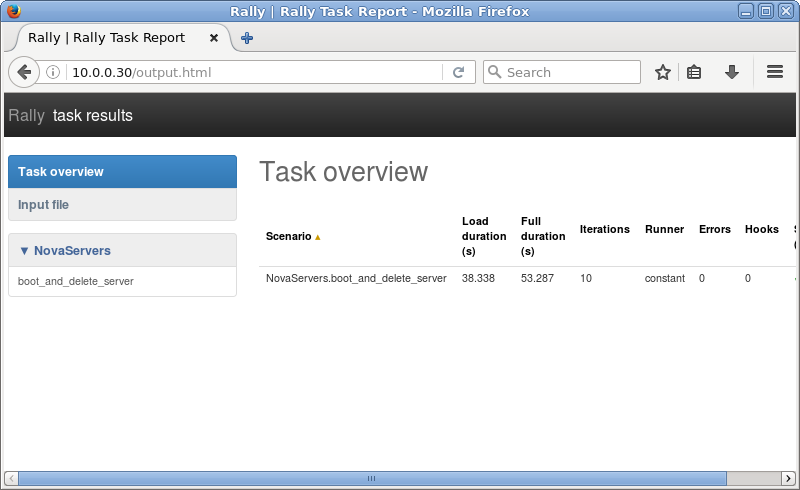 Rally | Rally Task Report - Mozilla Firefox
Rally | Rally Task Report
10.0.0.30/output.html
Search
Rally task results
Task overview
Input file
▼ NovaServers
boot_and_delete_server
Task overview
Scenario ▲ Load duration (s) Full duration (s) Iterations Runner Errors Hooks
NovaServers.boot_and_delete_server 38.338 53.287 10 constant 0 0